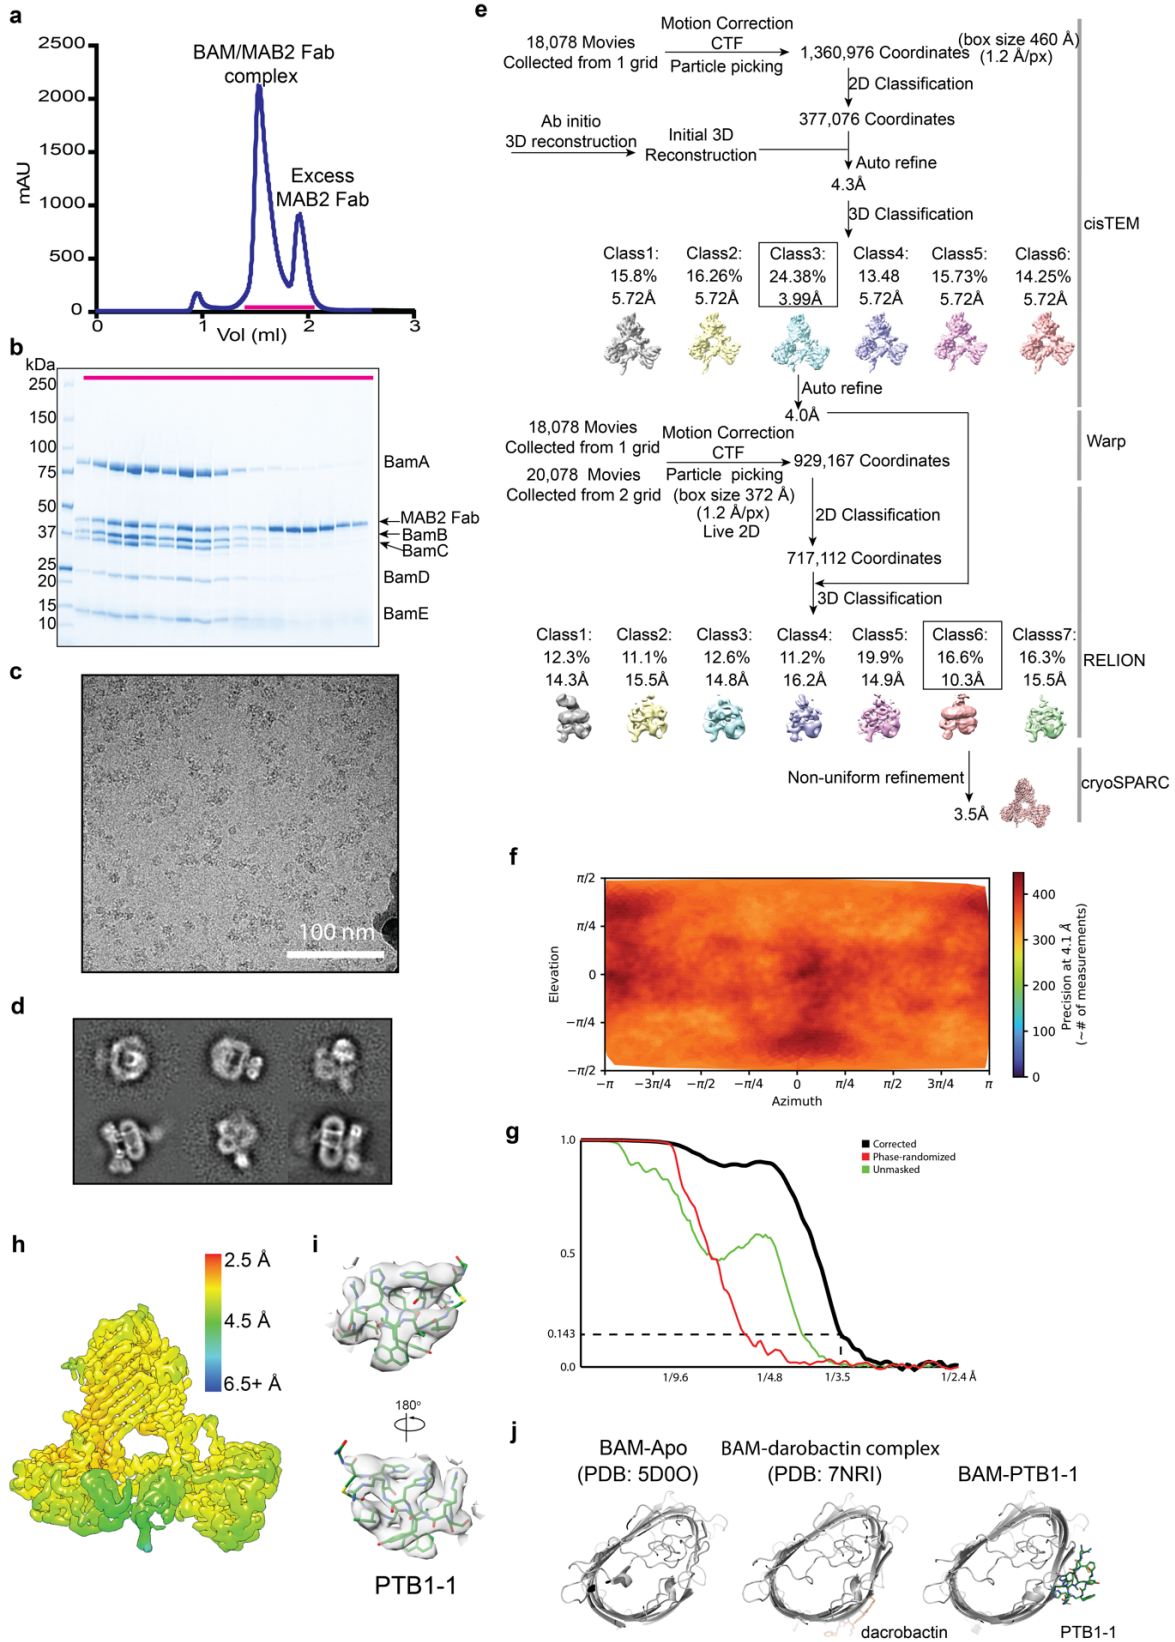 a
2500
2000
1500
1000
500
0
mAU
BAM/MAB2 Fab
complex
Excess
MAB2 Fab
0
1
2
3
Vol (ml)
b
kDa
250
150
100
75
50
37
25
20
15
10
BamA
MAB2 Fab
BamB
BamC
BamD
BamE
c
100 nm
d
e
18,078 Movies
Collected from 1 grid
Motion Correction
CTF
Particle picking
1,360,976 Coordinates
(box size 460 Å)
(1.2 Å/px)
2D Classification
377,076 Coordinates
Ab initio
3D reconstruction
Initial 3D
Reconstruction
Auto refine
4.3Å
3D Classification
cisTEM
Class1:
15.8%
5.72Å
Class2:
16.26%
5.72Å
Class3:
24.38%
3.99Å
Class4:
13.48
5.72Å
Class5:
15.73%
5.72Å
Class6:
14.25%
5.72Å
Auto refine
4.0Å
18,078 Movies
Collected from 1 grid
20,078 Movies
Collected from 2 grid
Motion Correction
CTF
Particle picking
(box size 372 Å)
(1.2 Å/px)
Live 2D
929,167 Coordinates
Warp
2D Classification
717,112 Coordinates
3D Classification
Class1:
12.3%
14.3Å
Class2:
11.1%
15.5Å
Class3:
12.6%
14.8Å
Class4:
11.2%
16.2Å
Class5:
19.9%
14.9Å
Class6:
16.6%
10.3Å
Classs7:
16.3%
15.5Å
RELION
Non-uniform refinement
3.5Å
cryoSPARC
f
π/2
π/4
0
−π/4
−π/2
Elevation
−π
−3π/4
−π/2
−π/4
0
π/4
π/2
3π/4
π
Azimuth
400
300
200
100
0
Precision at 4.1 Å
(~# of measurements)
g
1.0
0.5
0.143
0.0
Corrected
Phase-randomized
Unmasked
1/9.6
1/4.8
1/3.5
1/2.4 Å
h
2.5 Å
4.5 Å
6.5+ Å
i
180°
PTB1-1
j
BAM-Apo
(PDB: 5D0O)
BAM-darobactin complex
(PDB: 7NRI)
BAM-PTB1-1
dacrobactin
PTB1-1